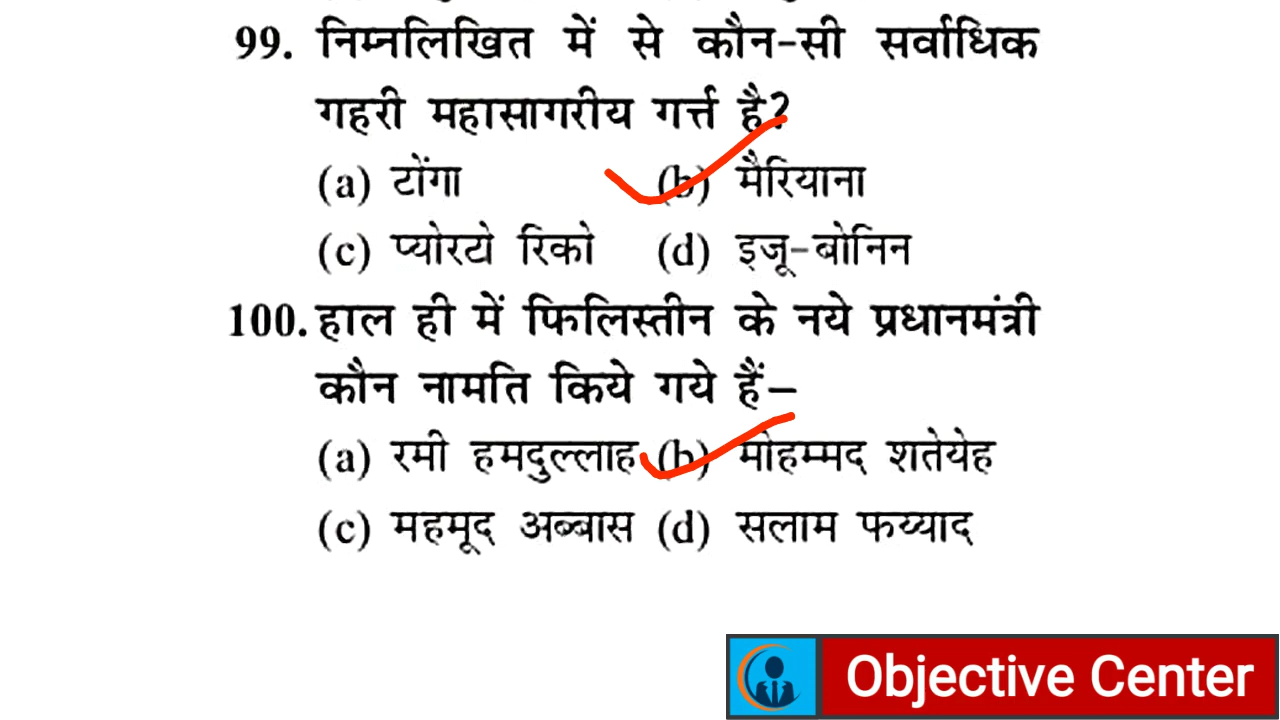 99. निम्नलिखित में से कौन-सी सर्वाधिक
गहरी महासागरीय गर्त्त है?
(a) टोंगा (b) मैरियाना
(c) प्योरटो रिको (d) इजू-बोनिन
100. हाल ही में फिलिस्तीन के नये प्रधानमंत्री
कौन नामति किये गये हैं–
(a) रमी हमदुल्लाह (b) मोहम्मद शतेयेह
(c) महमूद अब्बास (d) सलाम फय्याद
Objective Center